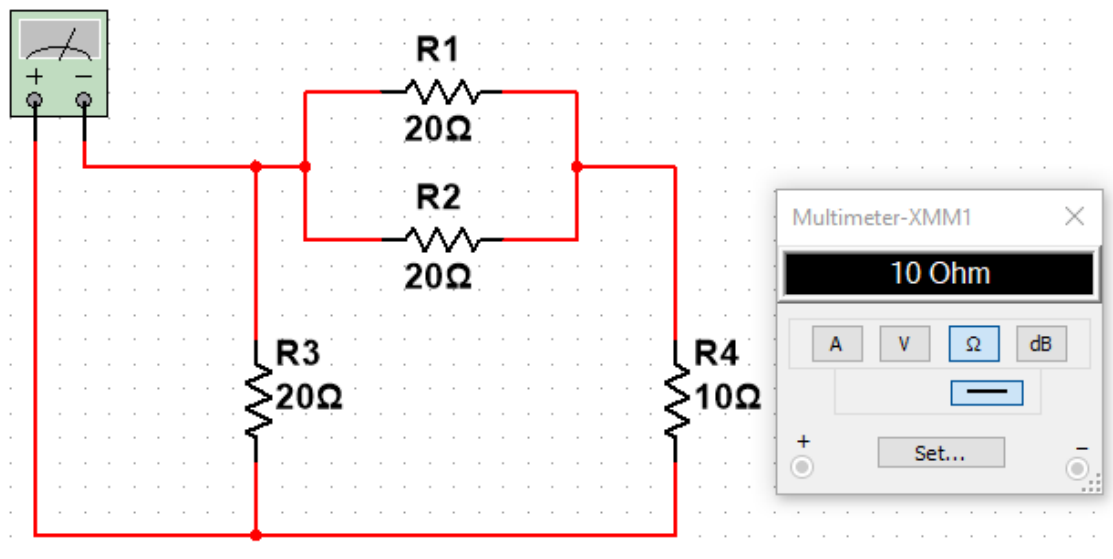 + −
R1
20Ω
R2
20Ω
R3
20Ω
R4
10Ω
Multimeter-XMM1
10 Ohm
A V Ω dB
+ Set... −